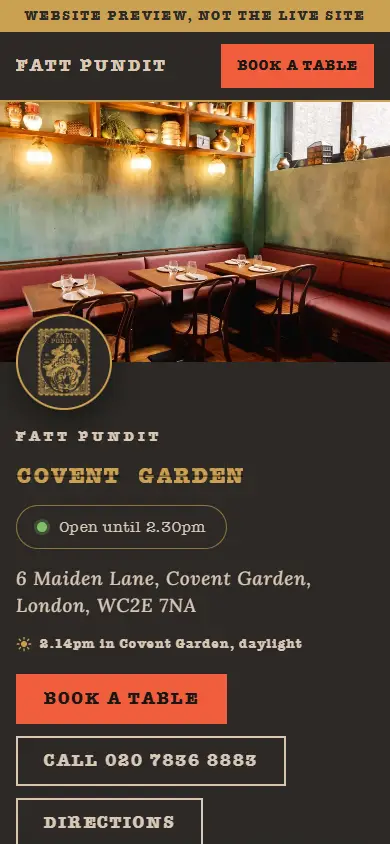 WEBSITE PREVIEW, NOT THE LIVE SITE
FATT PUNDIT
BOOK A TABLE
FATT
PUNDIT
FATT PUNDIT
COVENT GARDEN
Open until 2.30pm
6 Maiden Lane, Covent Garden,
London, WC2E 7NA
2.14pm in Covent Garden, daylight
BOOK A TABLE
CALL 020 7836 8883
DIRECTIONS